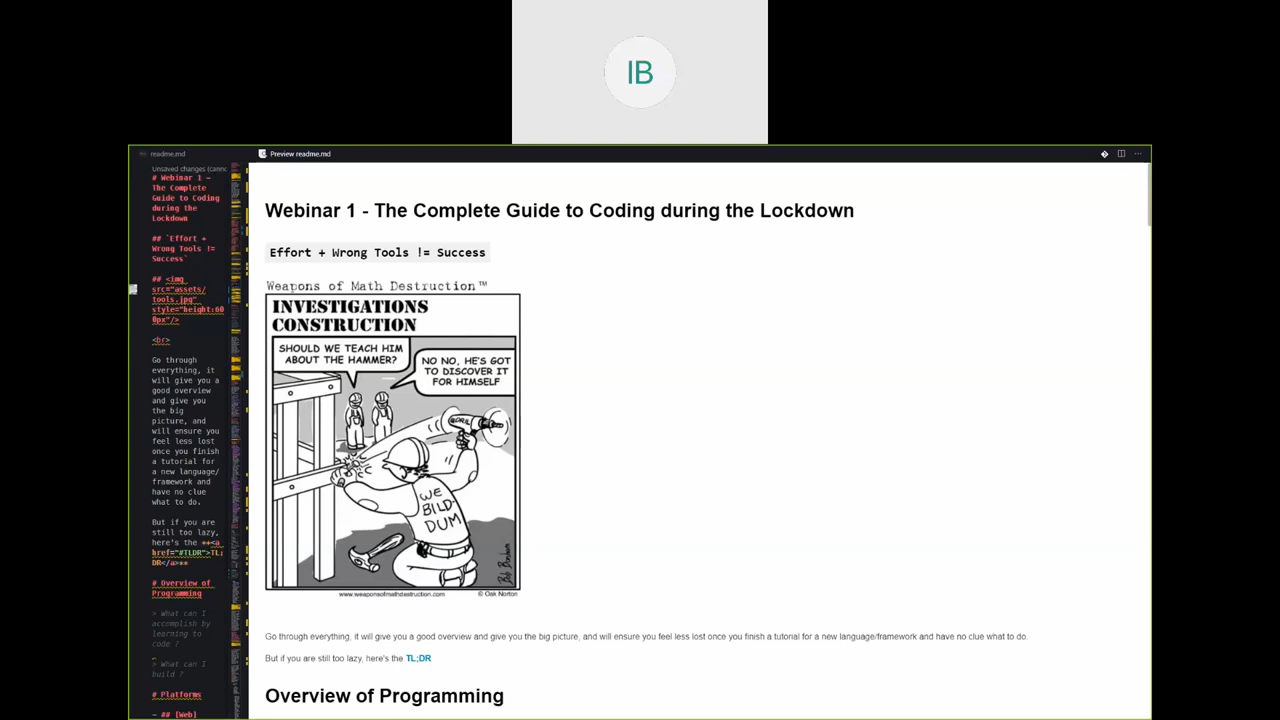 IB
readme.md
Preview readme.md
Unsaved changes (cann
# Webinar 1 -
The Complete
Guide to Coding
during the
Lockdown
## `Effort +
Wrong Tools !=
Success`
## <img
src="assets/
tools.jpg"
style="height:60
0px"/>
<br>
Go through
everything, it
will give you a
good overview
and give you
the big
picture, and
will ensure you
feel less lost
once you finish
a tutorial for
a new language/
framework and
have no clue
what to do.
But if you are
still too lazy,
here's the **<a
href="#TLDR">TL;
DR</a>**
# Overview of
Programming
> What can I
accomplish by
learning to
code ?
> What can I
build ?
# Platforms
- ## [Web]
Webinar 1 - The Complete Guide to Coding during the Lockdown
Effort + Wrong Tools != Success
Weapons of Math Destruction™
INVESTIGATIONS
CONSTRUCTION
SHOULD WE TEACH HIM
ABOUT THE HAMMER?
NO NO, HE'S GOT
TO DISCOVER IT
FOR HIMSELF
DRIL
WE
BILD-
DUM
www.weaponsofmathdestruction.com
© Oak Norton
Go through everything, it will give you a good overview and give you the big picture, and will ensure you feel less lost once you finish a tutorial for a new language/framework and have no clue what to do.
But if you are still too lazy, here's the TL;DR
Overview of Programming